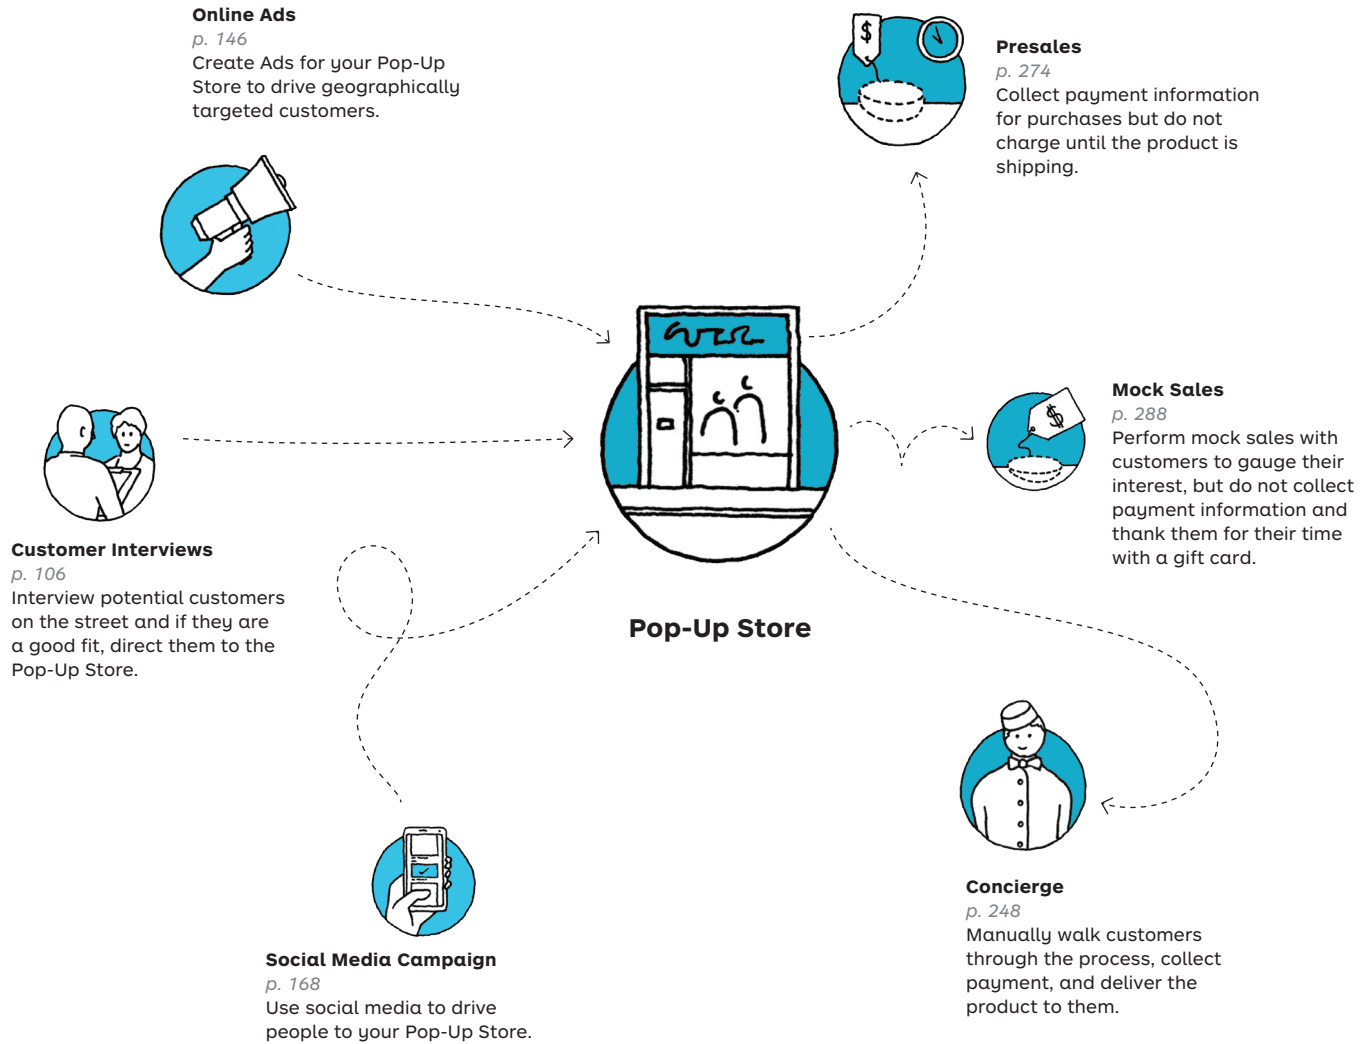 Online Ads
p. 146
Create Ads for your Pop-Up
Store to drive geographically
targeted customers.
Presales
p. 274
Collect payment information
for purchases but do not
charge until the product is
shipping.
Customer Interviews
p. 106
Interview potential customers
on the street and if they are
a good fit, direct them to the
Pop-Up Store.
Pop-Up Store
Mock Sales
p. 288
Perform mock sales with
customers to gauge their
interest, but do not collect
payment information and
thank them for their time
with a gift card.
Social Media Campaign
p. 168
Use social media to drive
people to your Pop-Up Store.
Concierge
p. 248
Manually walk customers
through the process, collect
payment, and deliver the
product to them.